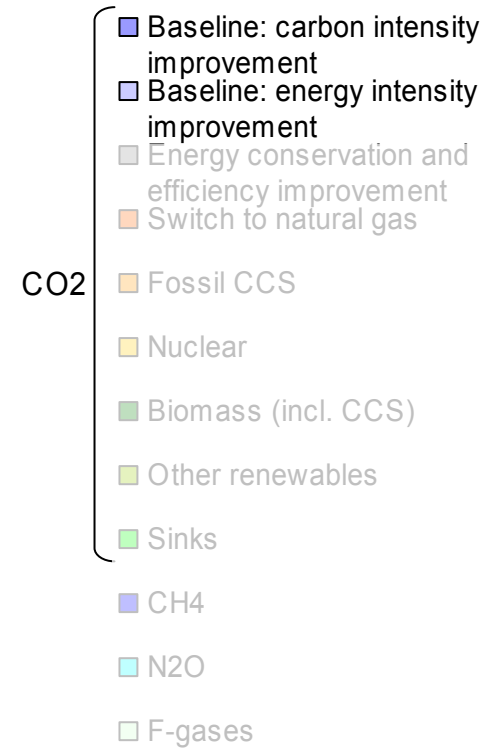 Baseline: carbon intensity
improvement
Baseline: energy intensity
improvement
Energy conservation and
efficiency improvement
Switch to natural gas
CO2
Fossil CCS
Nuclear
Biomass (incl. CCS)
Other renewables
Sinks
CH4
N2O
F-gases